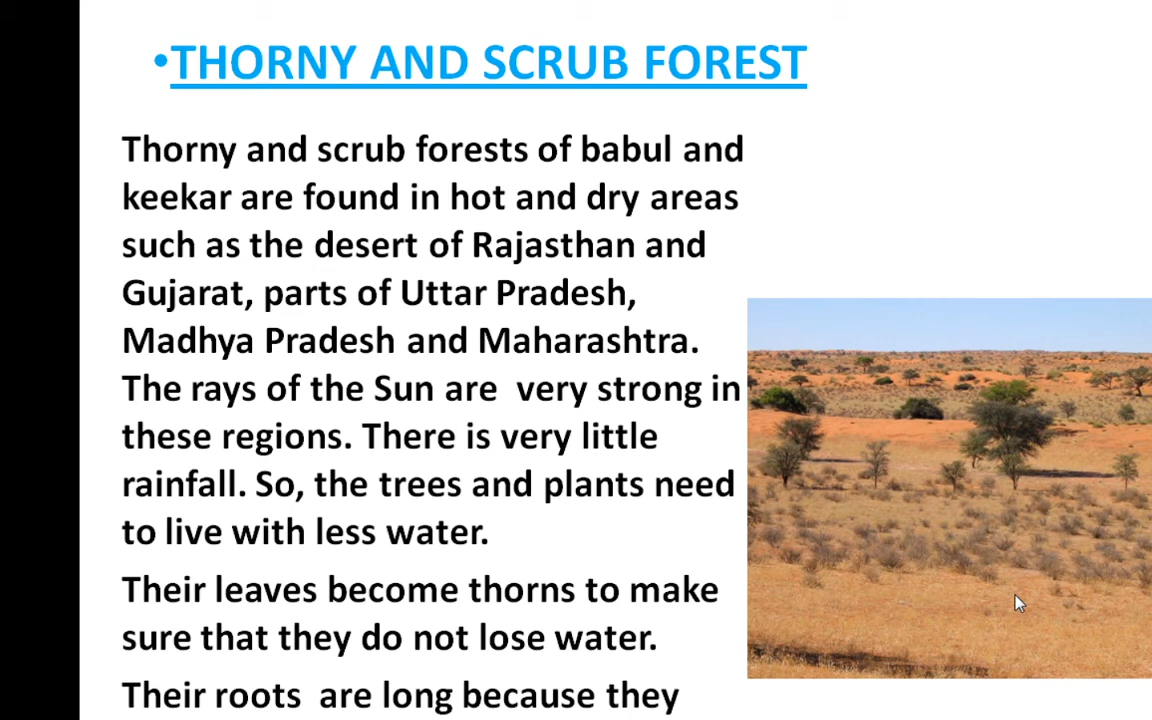 •THORNY AND SCRUB FOREST
Thorny and scrub forests of babul and
keekar are found in hot and dry areas
such as the desert of Rajasthan and
Gujarat, parts of Uttar Pradesh,
Madhya Pradesh and Maharashtra.
The rays of the Sun are  very strong in
these regions. There is very little
rainfall. So, the trees and plants need
to live with less water.
Their leaves become thorns to make
sure that they do not lose water.
Their roots  are long because they